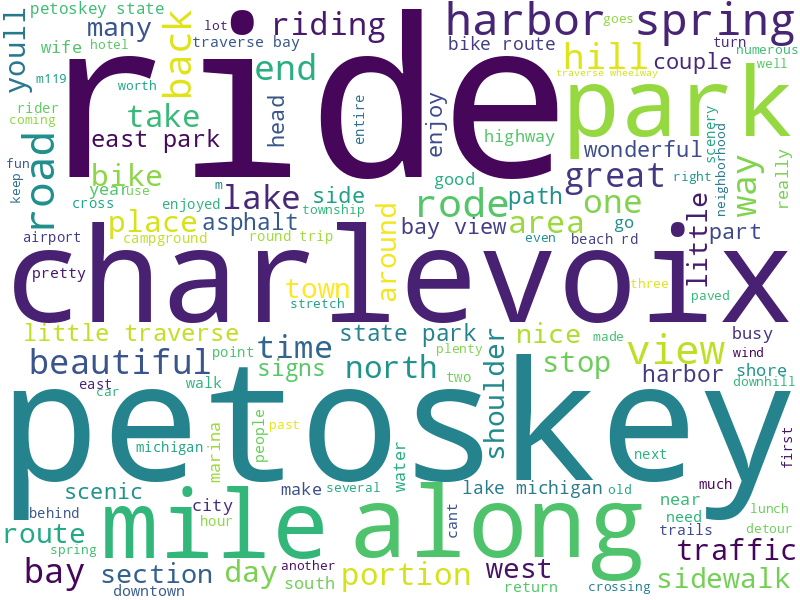 petoskey state
many
lot
riding
harbor
spring
goes
traverse bay
bike route
turn
numerous
youll
wife
hotel
back
ride
end
hill
couple
well
m119
worth
traverse wheelway
park
rider
coming
take
head
entire
enjoy
highway
scenery
road
east park
wonderful
fun
keep
bike
year
use
great
way
really
neighborhood
cross
enjoyed
m
lake
side
good
path
right
one
rode
little
place
asphalt
township
around
bay view
area
go
part
airport
campground
round trip
even
beach rd
charlevoix
pretty
town
stretch
three
paved
little traverse
time
state park
nice
made
busy
beautiful
point
signs
north
shoulder
plenty
stop
view
wind
east
car
walk
two
harbor
shore
downhill
petoskey
michigan
marina
people
past
water
next
first
scenic
make
several
lake michigan
old
much
behind
city
hour
cant
near
need
trails
lunch
detour
route
spring
mile
along
traffic
bay
section
day
another
south
portion
west
return
crossing
sidewalk
downtown